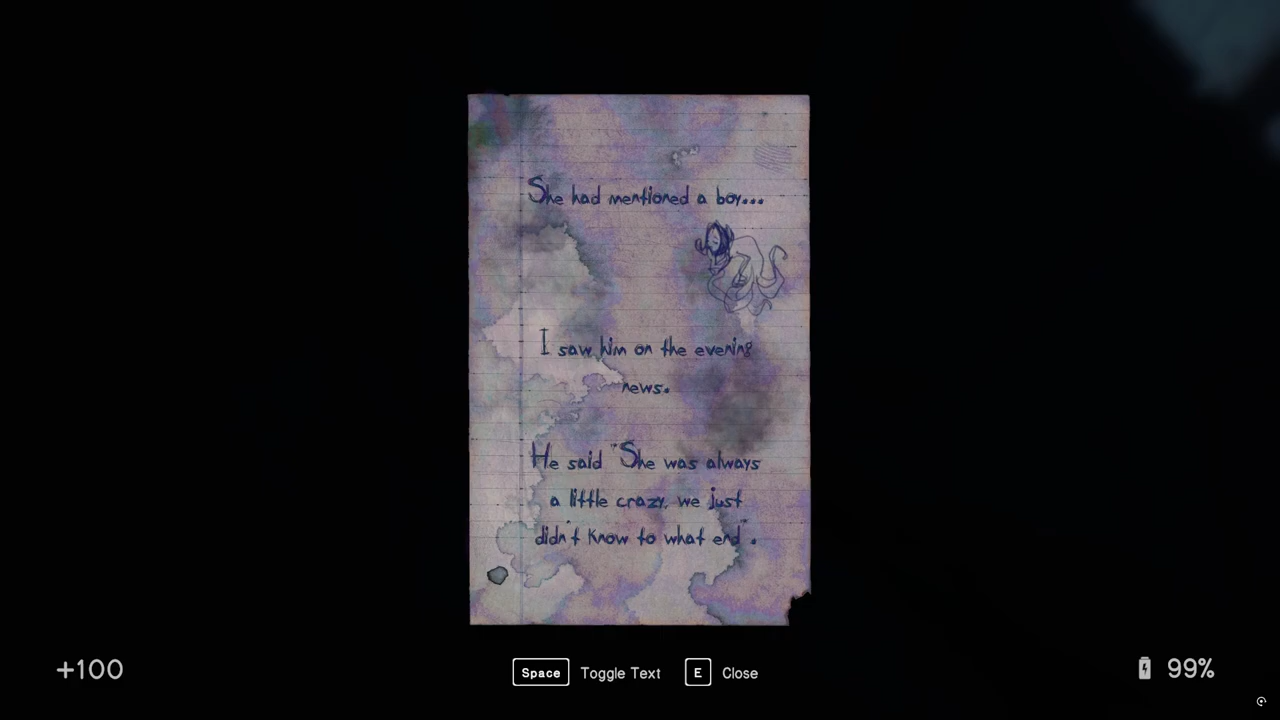 She had mentioned a boy...
I saw him on the evening
news.
He said "She was always
a little crazy, we just
didn't know to what end".
+100
Space Toggle Text E Close
99%